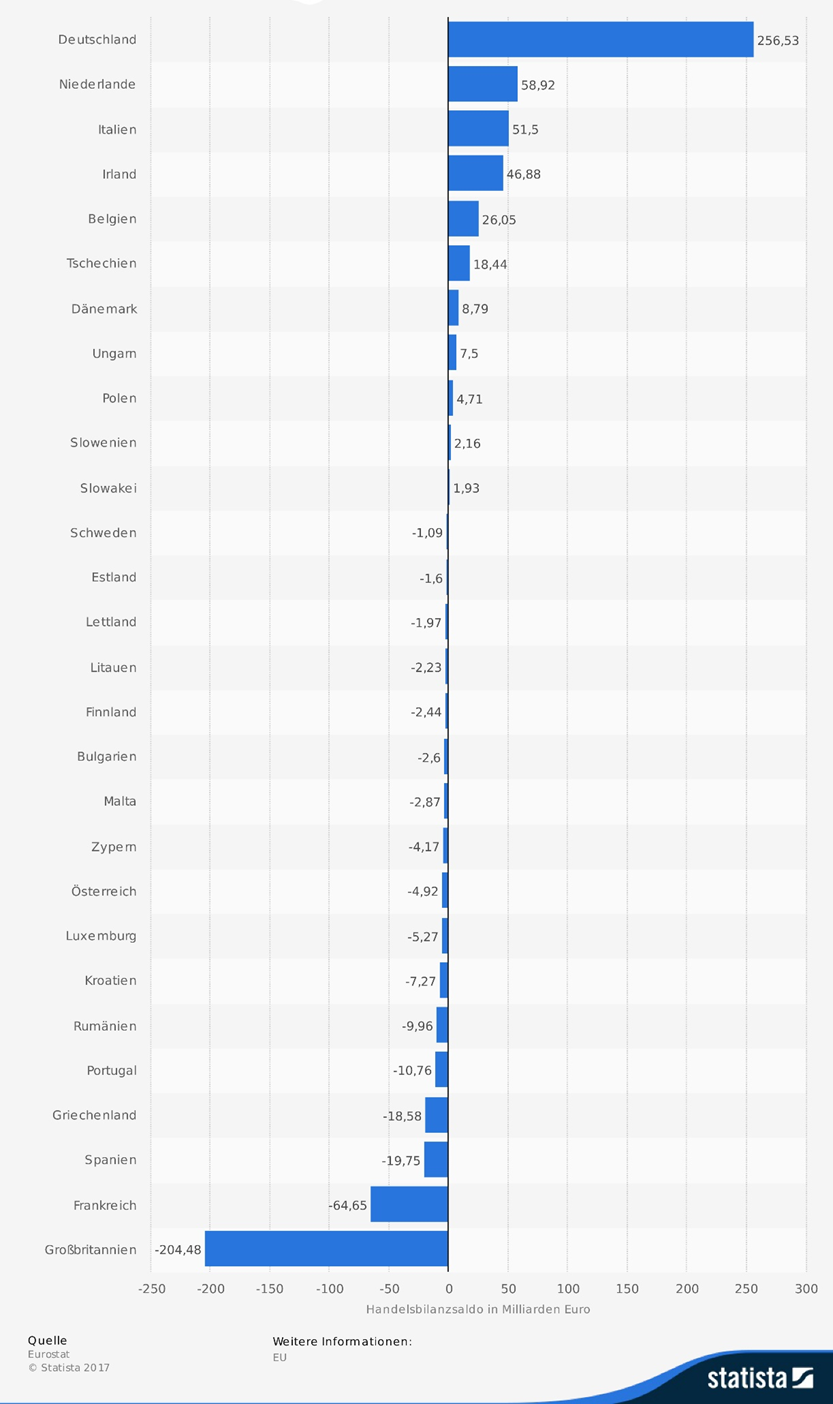 Deutschland 256,53
Niederlande 58,92
Italien 51,5
Irland 46,88
Belgien 26,05
Tschechien 18,44
Dänemark 8,79
Ungarn 7,5
Polen 4,71
Slowenien 2,16
Slowakei 1,93
Schweden -1,09
Estland -1,6
Lettland -1,97
Litauen -2,23
Finnland -2,44
Bulgarien -2,6
Malta -2,87
Zypern -4,17
Österreich -4,92
Luxemburg -5,27
Kroatien -7,27
Rumänien -9,96
Portugal -10,76
Griechenland -18,58
Spanien -19,75
Frankreich -64,65
Großbritannien -204,48
-250 -200 -150 -100 -50 0 50 100 150 200 250 300
Handelsbilanzsaldo in Milliarden Euro
Quelle
Eurostat
© Statista 2017
Weitere Informationen:
EU
statista